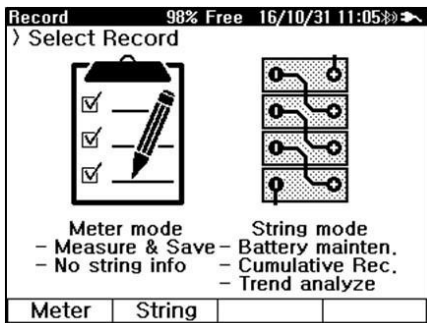 Record 98% Free 16/10/31 11:05
> Select Record
Meter mode
- Measure & Save
- No string info
String mode
- Battery mainten.
- Cumulative Rec.
- Trend analyze
Meter String